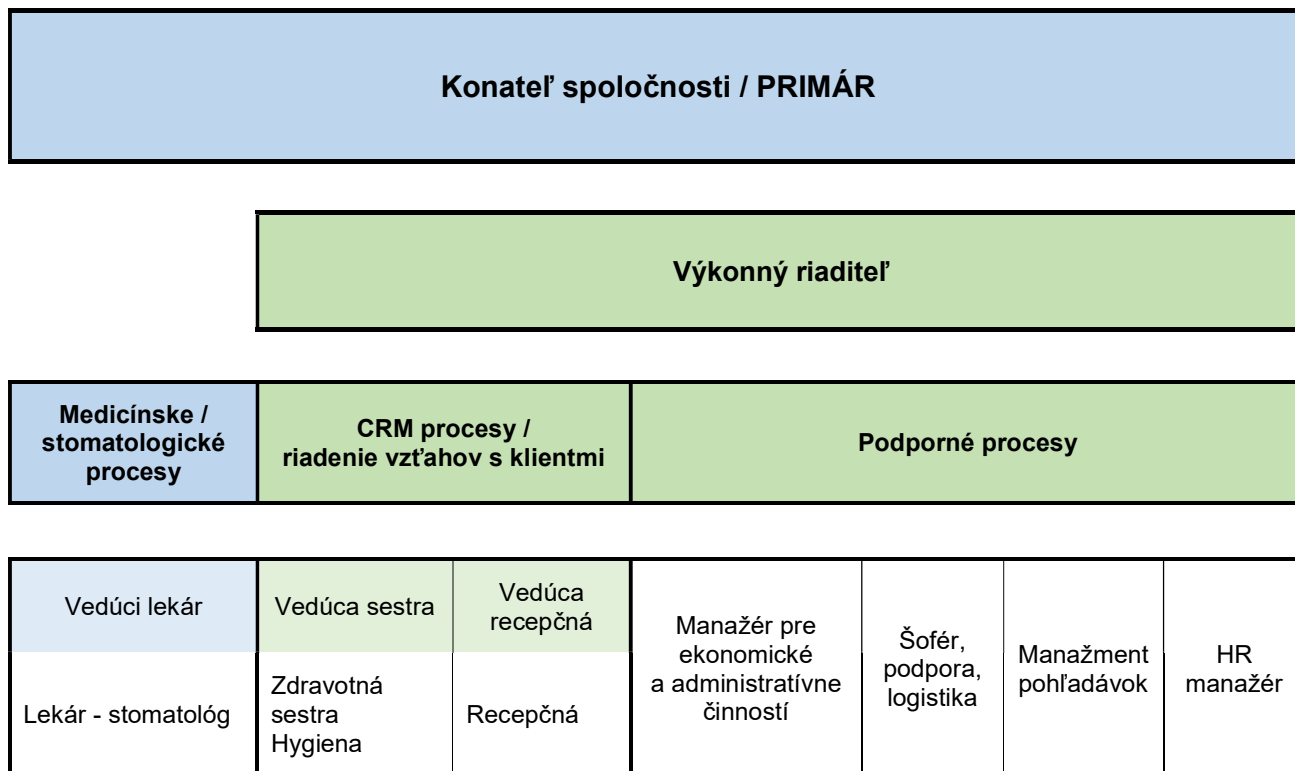 Konateľ spoločnosti / PRIMÁR
Výkonný riaditeľ
Medicínske /
stomatologické
procesy
CRM procesy /
riadenie vzťahov s klientmi
Podporné procesy
Vedúci lekár
Vedúca sestra
Vedúca
recepčná
Manažér pre
ekonomické
a administratívne
činností
Šofér,
podpora,
logistika
Manažment
pohľadávok
HR
manažér
Lekár - stomatológ
Zdravotná
sestra
Hygiena
Recepčná